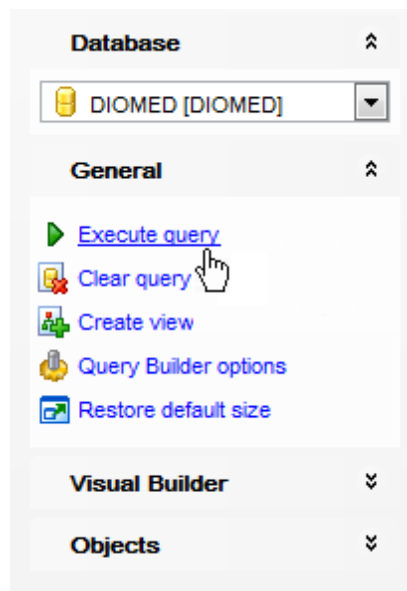 Database
DIOMED [DIOMED]
General
Execute query
Clear query
Create view
Query Builder options
Restore default size
Visual Builder
Objects